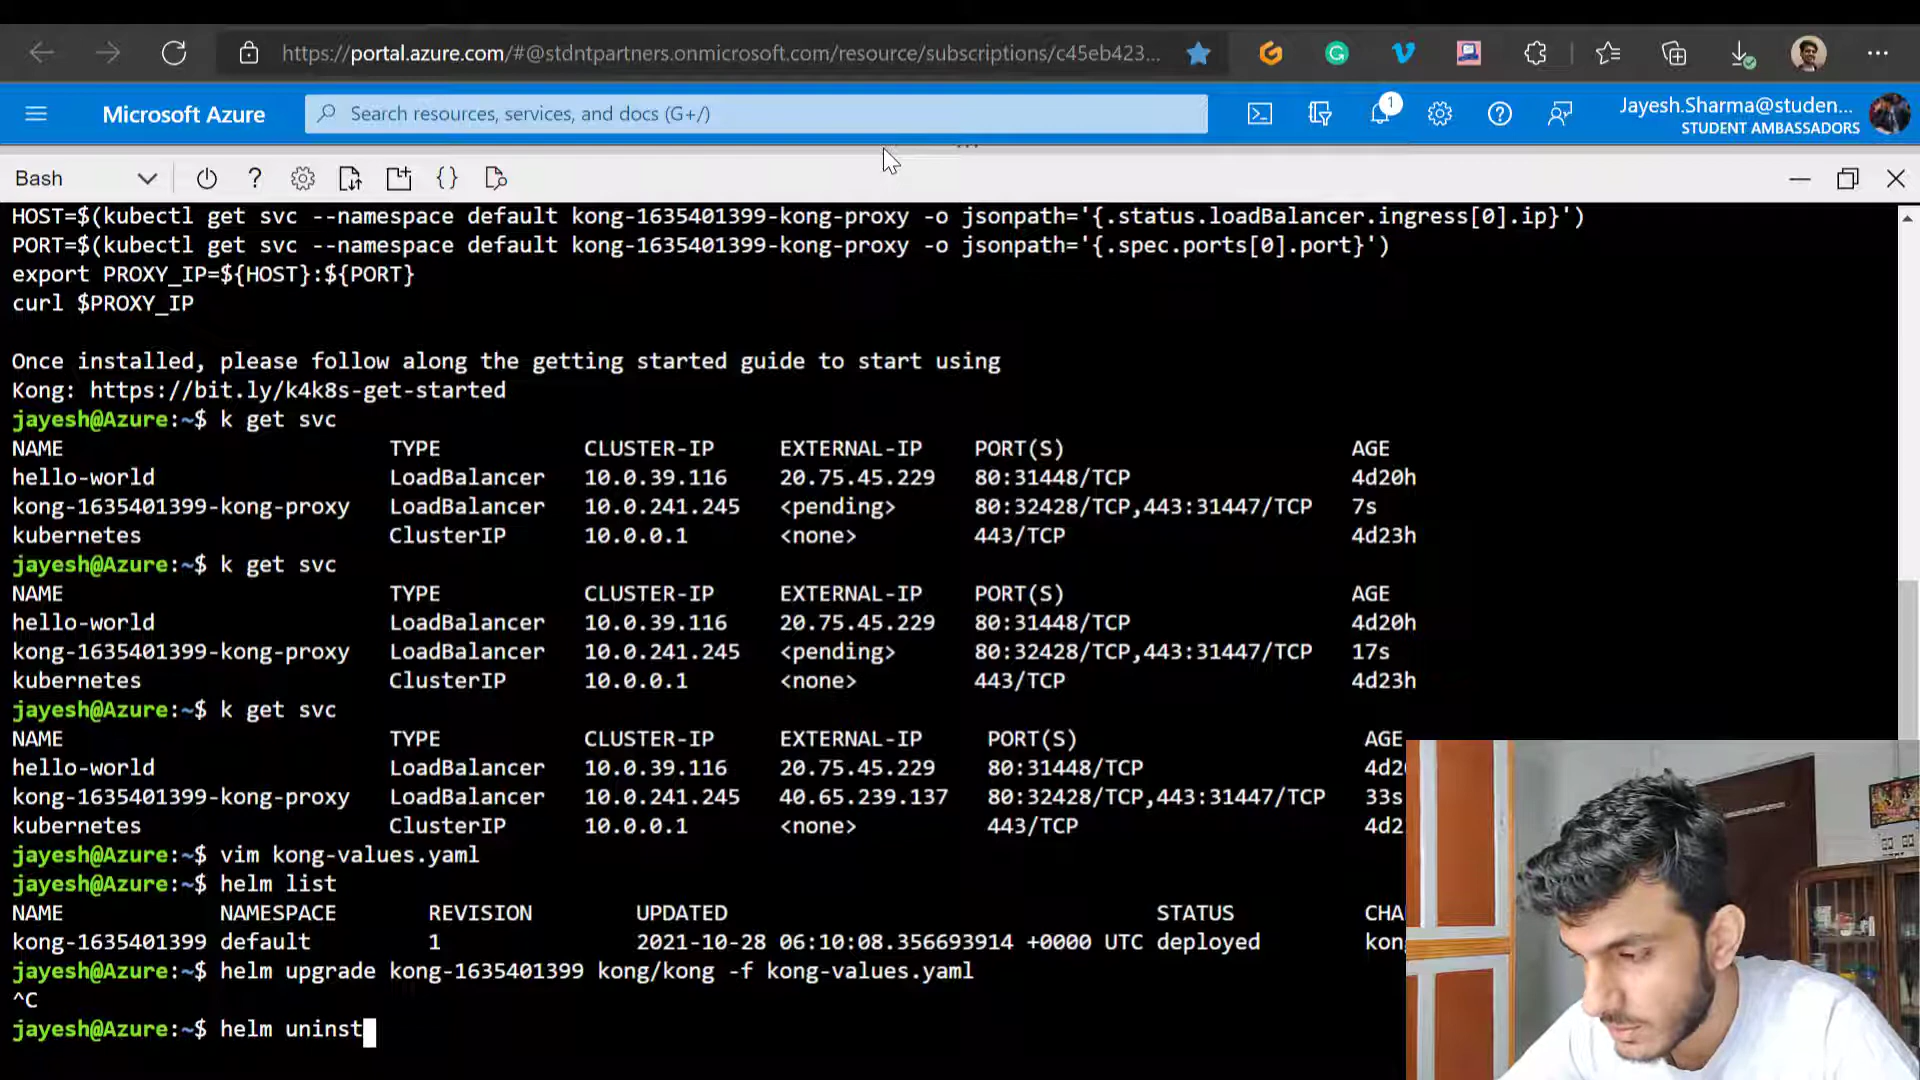 https://portal.azure.com/#@stdntpartners.onmicrosoft.com/resource/subscriptions/c45eb423...
Microsoft Azure
Search resources, services, and docs (G+/)
1
Jayesh.Sharma@studen...
STUDENT AMBASSADORS
Bash
HOST=$(kubectl get svc --namespace default kong-1635401399-kong-proxy -o jsonpath='{.status.loadBalancer.ingress[0].ip}')
PORT=$(kubectl get svc --namespace default kong-1635401399-kong-proxy -o jsonpath='{.spec.ports[0].port}')
export PROXY_IP=${HOST}:${PORT}
curl $PROXY_IP
Once installed, please follow along the getting started guide to start using
Kong: https://bit.ly/k4k8s-get-started
jayesh@Azure:~$ k get svc
NAME TYPE CLUSTER-IP EXTERNAL-IP PORT(S) AGE
hello-world LoadBalancer 10.0.39.116 20.75.45.229 80:31448/TCP 4d20h
kong-1635401399-kong-proxy LoadBalancer 10.0.241.245 <pending> 80:32428/TCP,443:31447/TCP 7s
kubernetes ClusterIP 10.0.0.1 <none> 443/TCP 4d23h
jayesh@Azure:~$ k get svc
NAME TYPE CLUSTER-IP EXTERNAL-IP PORT(S) AGE
hello-world LoadBalancer 10.0.39.116 20.75.45.229 80:31448/TCP 4d20h
kong-1635401399-kong-proxy LoadBalancer 10.0.241.245 <pending> 80:32428/TCP,443:31447/TCP 17s
kubernetes ClusterIP 10.0.0.1 <none> 443/TCP 4d23h
jayesh@Azure:~$ k get svc
NAME TYPE CLUSTER-IP EXTERNAL-IP PORT(S) AGE
hello-world LoadBalancer 10.0.39.116 20.75.45.229 80:31448/TCP 4d2
kong-1635401399-kong-proxy LoadBalancer 10.0.241.245 40.65.239.137 80:32428/TCP,443:31447/TCP 33s
kubernetes ClusterIP 10.0.0.1 <none> 443/TCP 4d2
jayesh@Azure:~$ vim kong-values.yaml
jayesh@Azure:~$ helm list
NAME NAMESPACE REVISION UPDATED STATUS CHA
kong-1635401399 default 1 2021-10-28 06:10:08.356693914 +0000 UTC deployed kon
jayesh@Azure:~$ helm upgrade kong-1635401399 kong/kong -f kong-values.yaml
^C
jayesh@Azure:~$ helm uninst